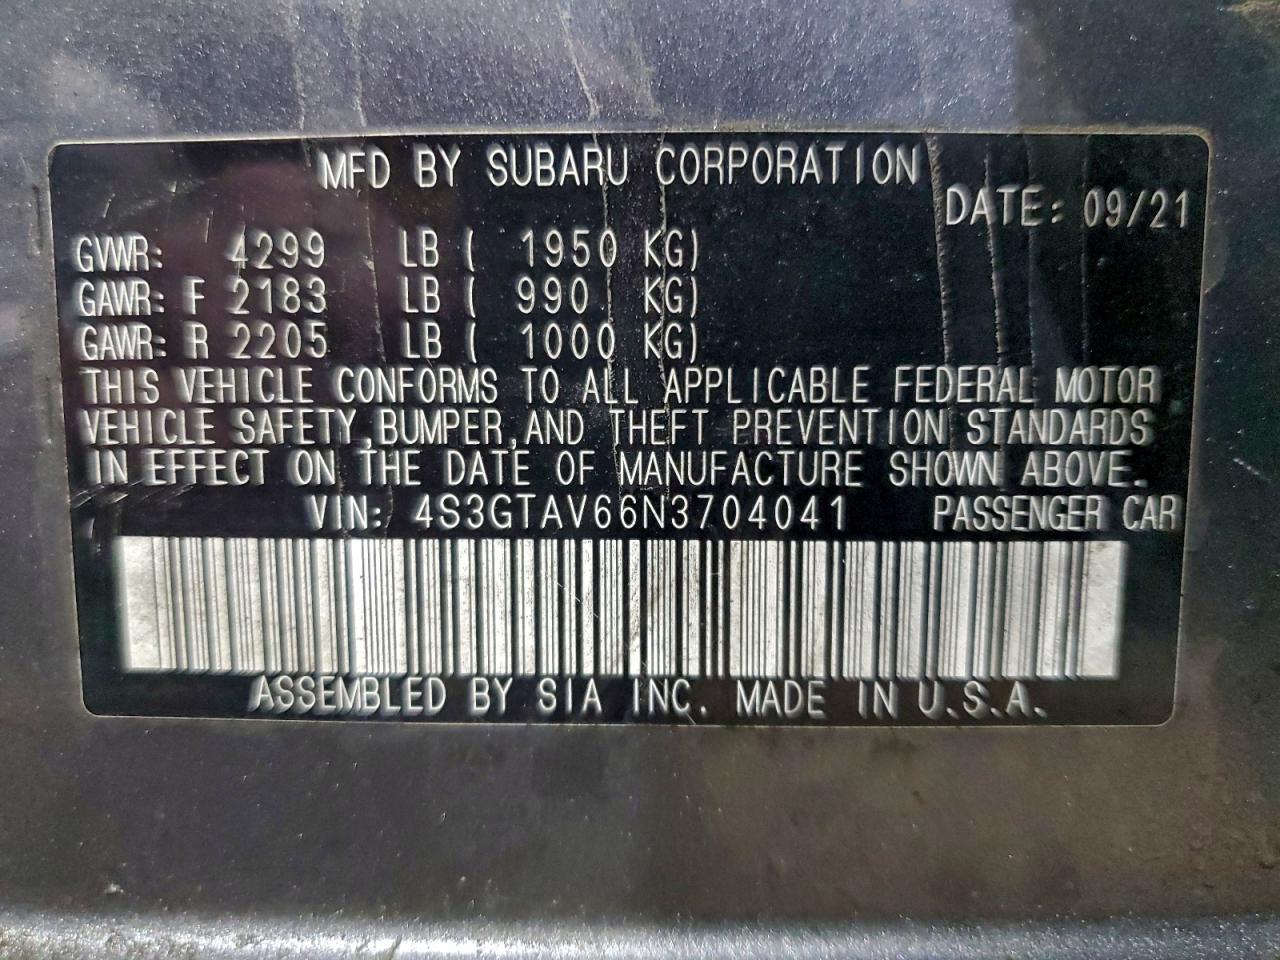 MFD BY SUBARU CORPORATION
DATE: 09/21
GVWR: 4299 LB ( 1950 KG)
GAWR: F 2183 LB ( 990 KG)
GAWR: R 2205 LB ( 1000 KG)
THIS VEHICLE CONFORMS TO ALL APPLICABLE FEDERAL MOTOR
VEHICLE SAFETY,BUMPER,AND THEFT PREVENTION STANDARDS
IN EFFECT ON THE DATE OF MANUFACTURE SHOWN ABOVE.
VIN: 4S3GTAV66N3704041 PASSENGER CAR
ASSEMBLED BY SIA INC. MADE IN U.S.A.